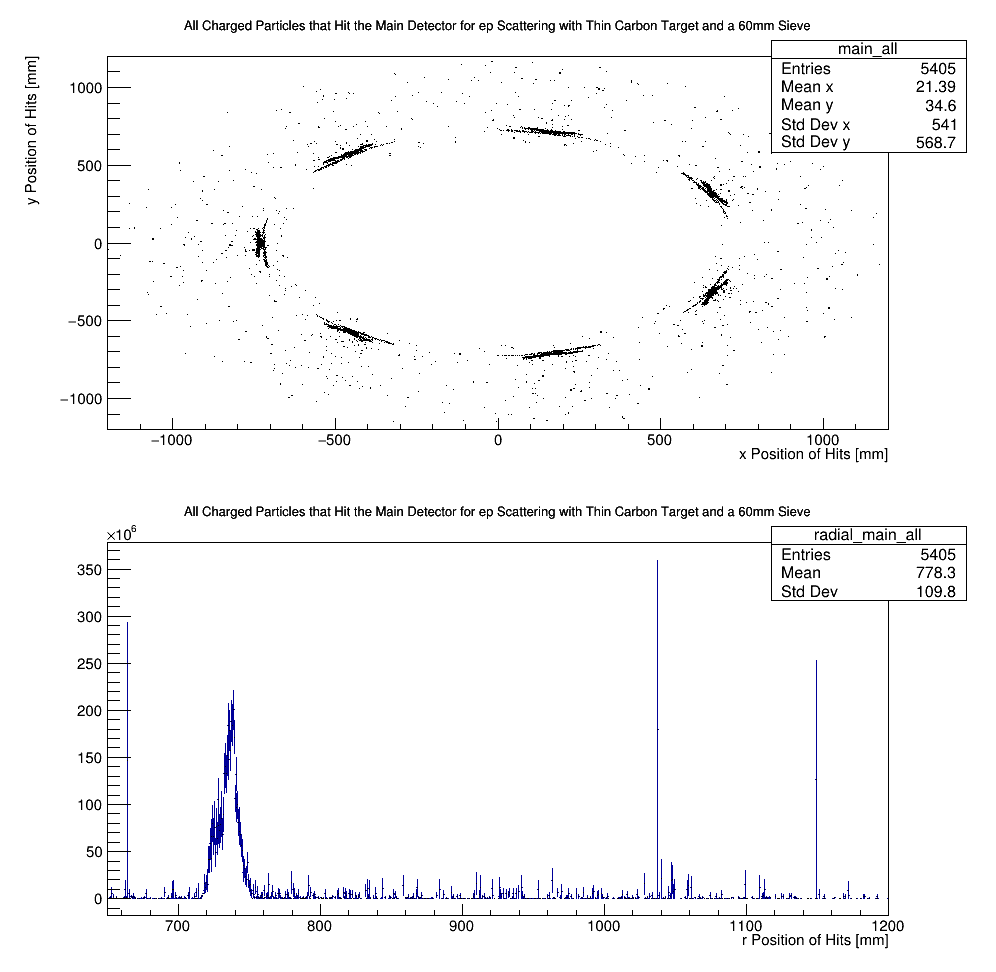 All Charged Particles that Hit the Main Detector for ep Scattering with Thin Carbon Target and a 60mm Sieve
main_all
Entries 5405
Mean x 21.39
Mean y 34.6
Std Dev x 541
Std Dev y 568.7
y Position of Hits [mm]
1000
500
0
−500
−1000
−1000 −500 0 500 1000
x Position of Hits [mm]
All Charged Particles that Hit the Main Detector for ep Scattering with Thin Carbon Target and a 60mm Sieve
radial_main_all
Entries 5405
Mean 778.3
Std Dev 109.8
×10⁶
350
300
250
200
150
100
50
0
700 800 900 1000 1100 1200
r Position of Hits [mm]